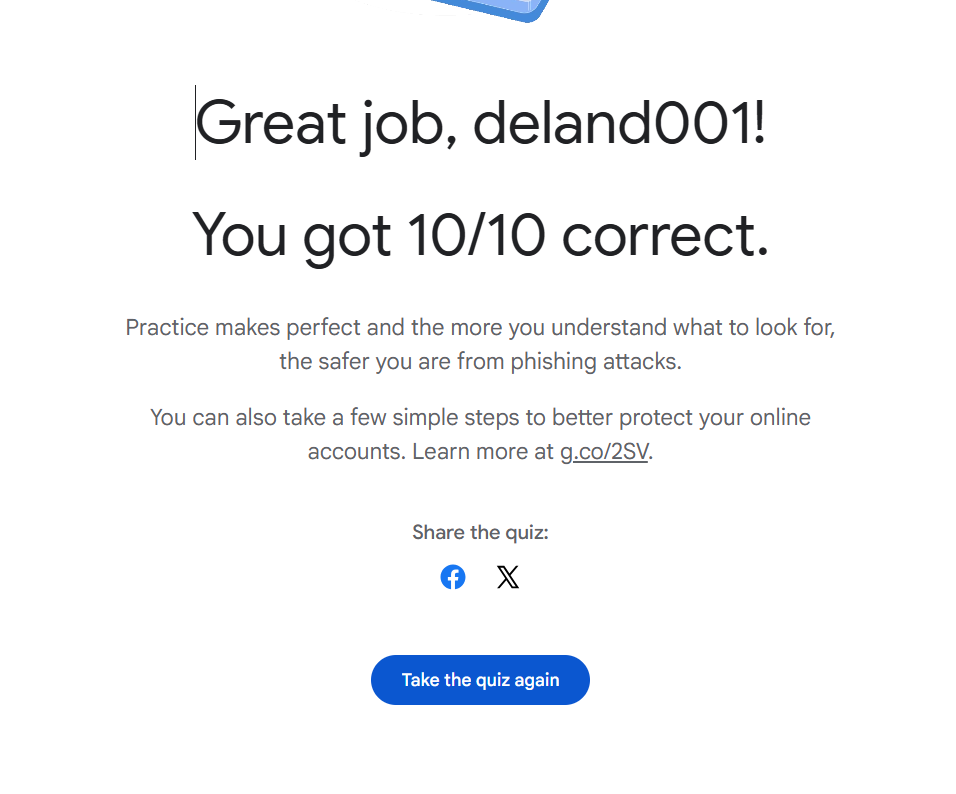 Great job, deland001!
You got 10/10 correct.
Practice makes perfect and the more you understand what to look for,
the safer you are from phishing attacks.
You can also take a few simple steps to better protect your online
accounts. Learn more at g.co/2SV.
Share the quiz:
Take the quiz again